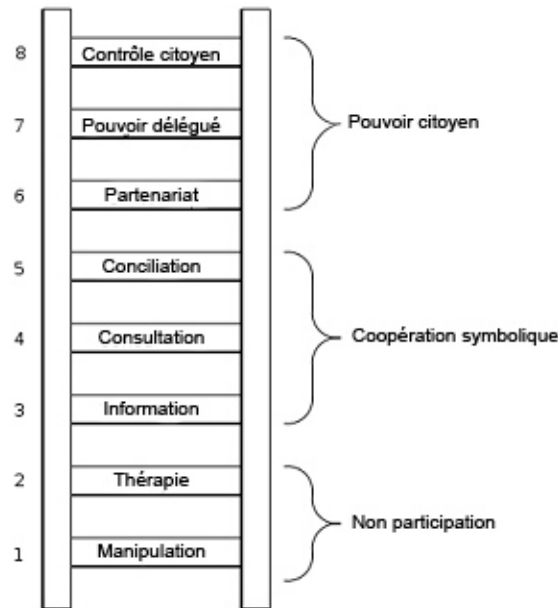 8 Contrôle citoyen
7 Pouvoir délégué
Pouvoir citoyen
6 Partenariat
5 Conciliation
4 Consultation
Coopération symbolique
3 Information
2 Thérapie
Non participation
1 Manipulation